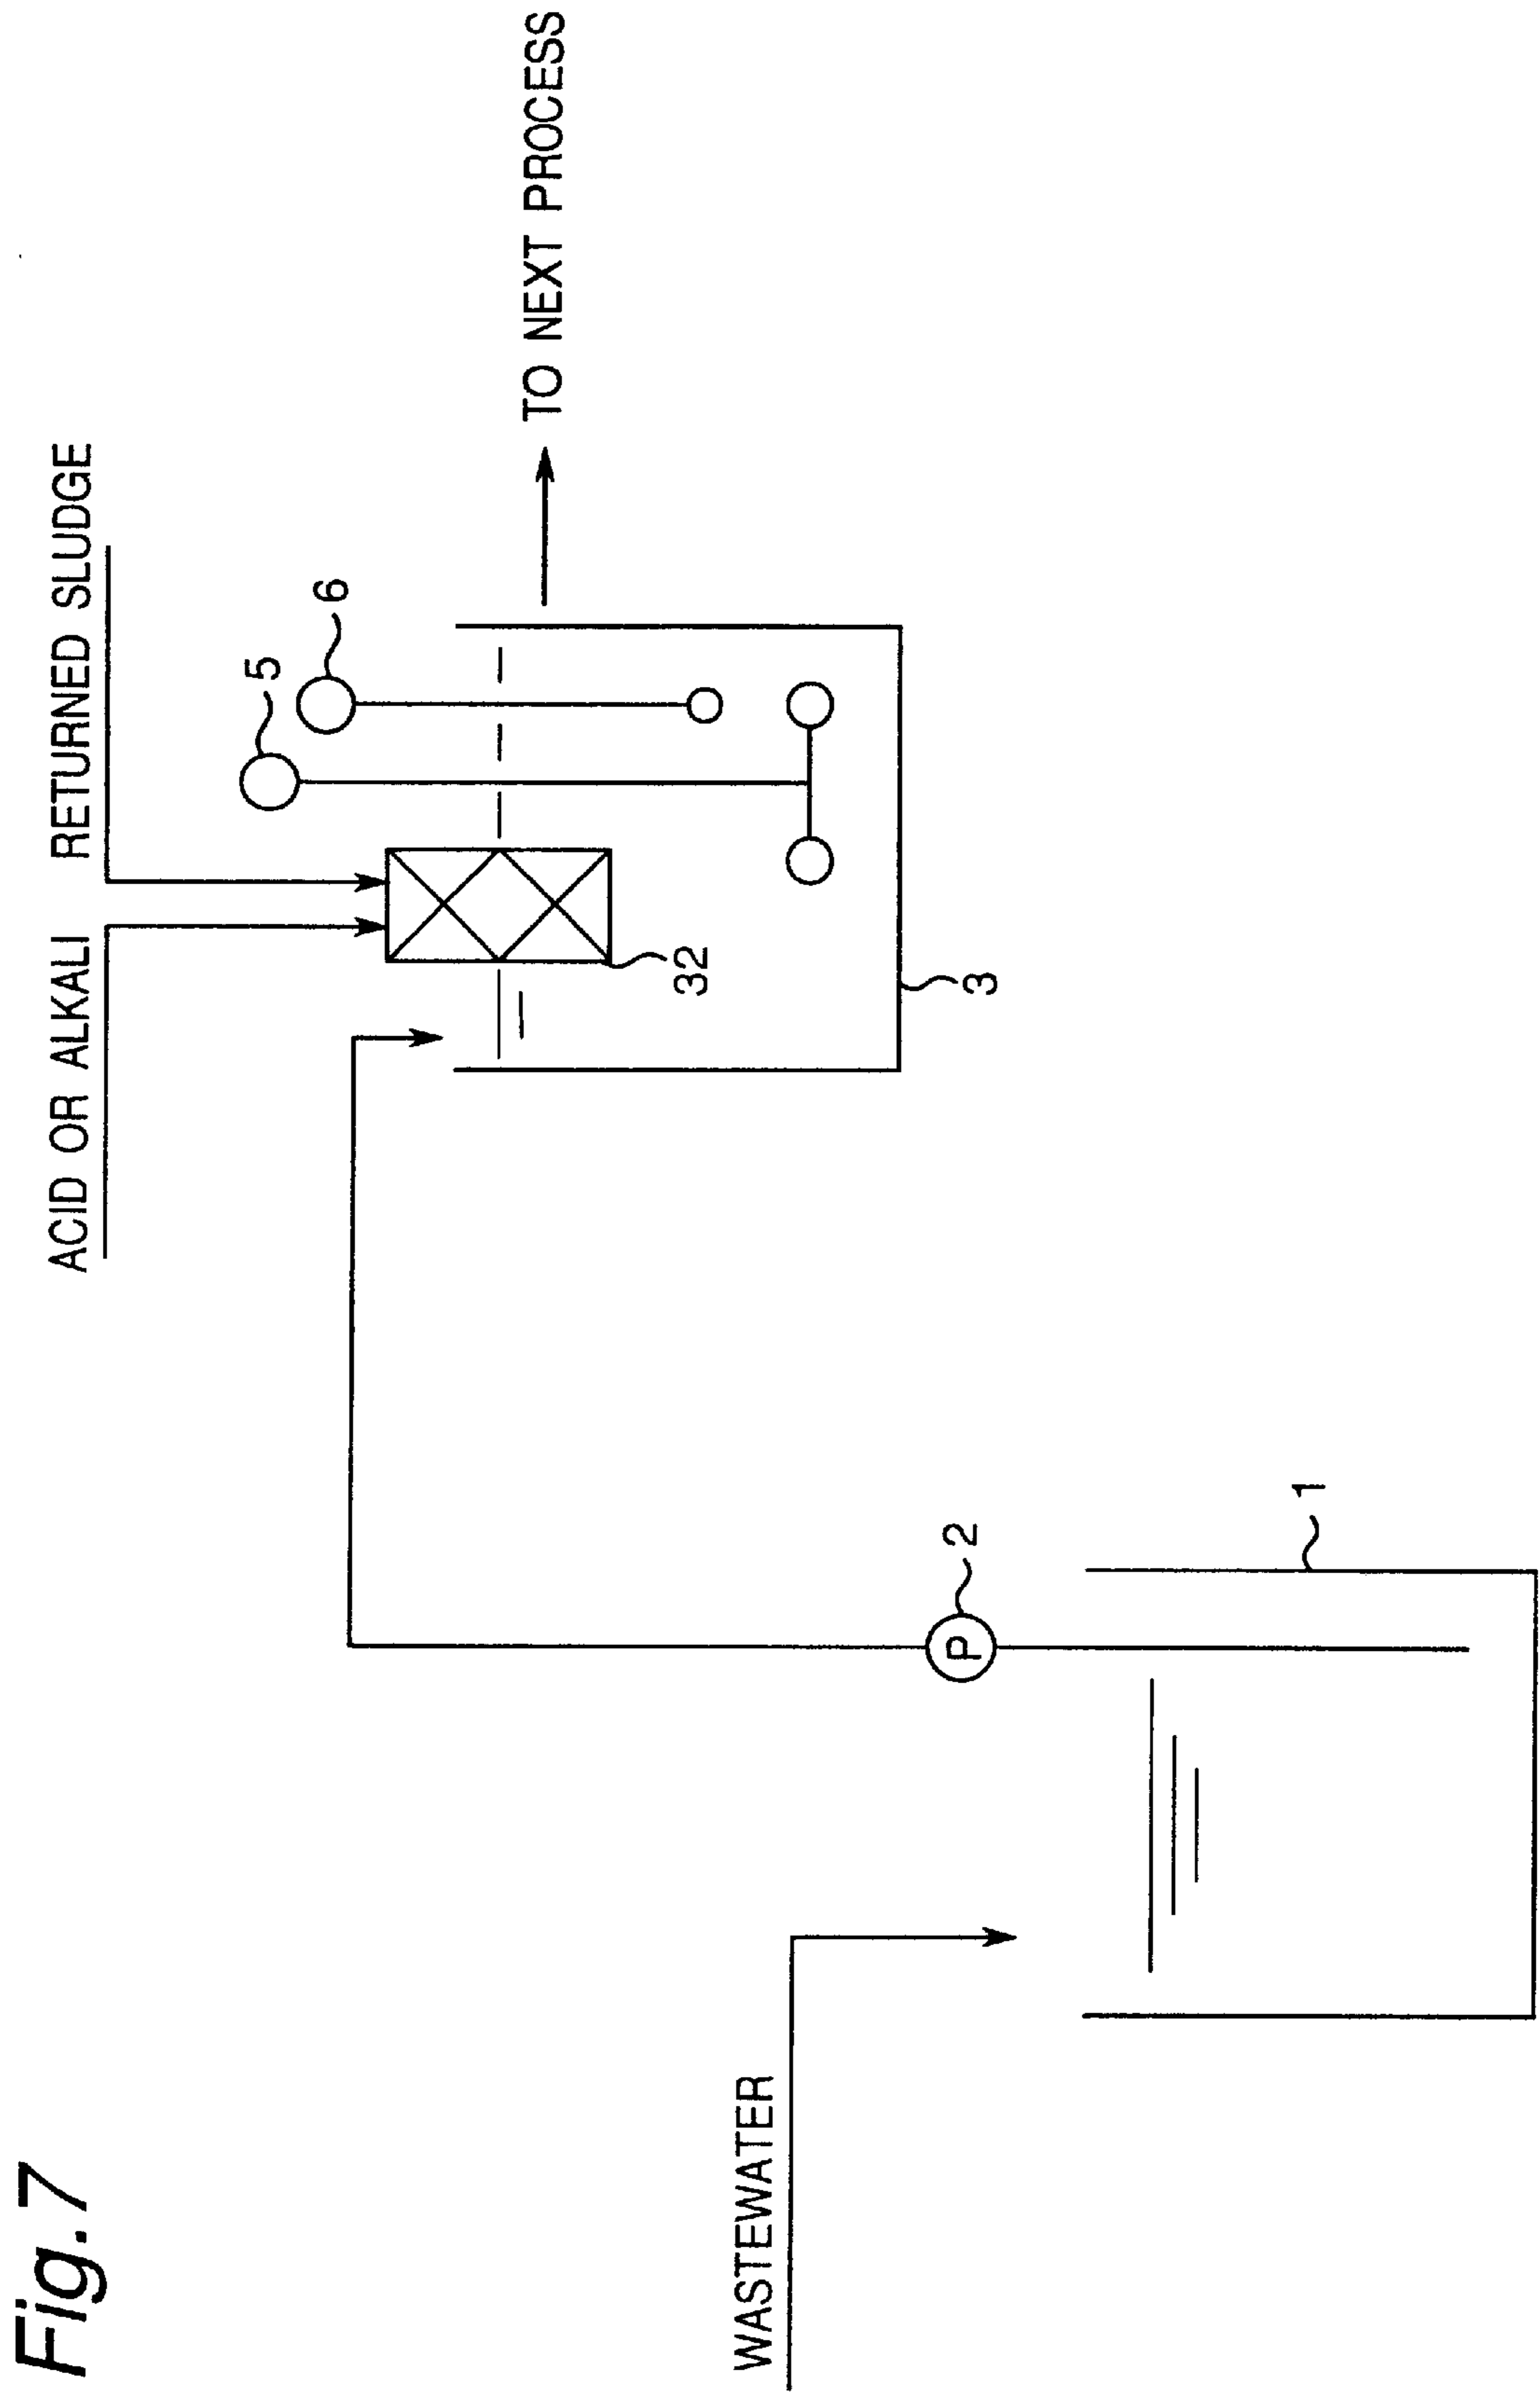 Fig.7
ACID OR ALKALI
RETURNED SLUDGE
5
6
TO NEXT PROCESS
32
3
2
P
1
WASTEWATER